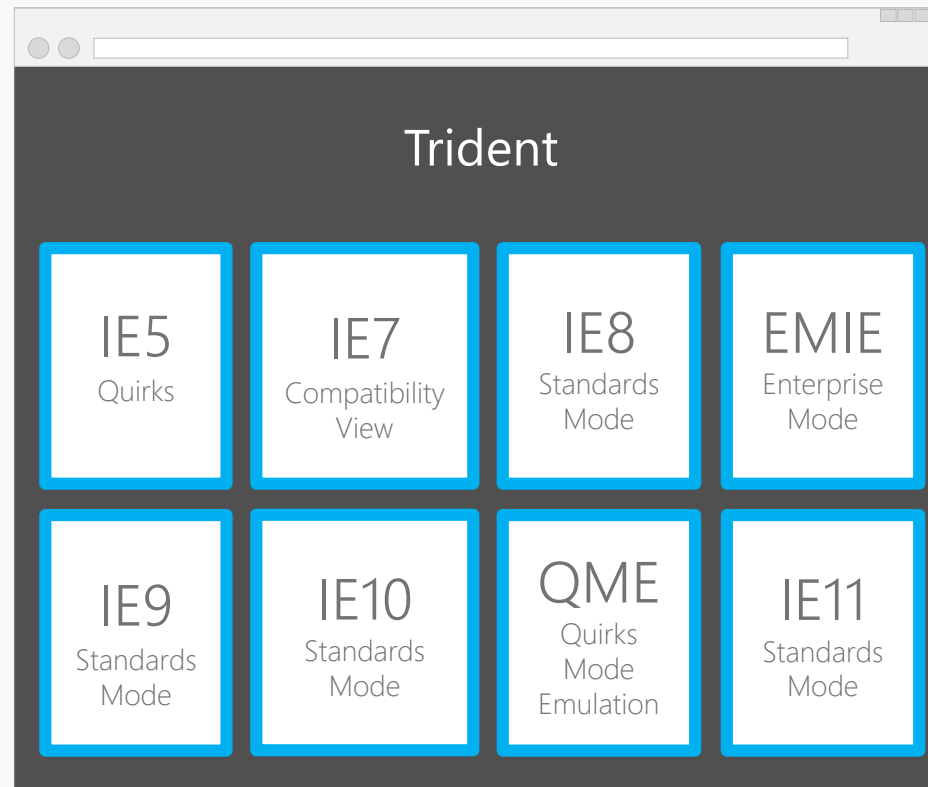 Trident
IE5
Quirks
IE7
Compatibility
View
IE8
Standards
Mode
EMIE
Enterprise
Mode
IE9
Standards
Mode
IE10
Standards
Mode
QME
Quirks
Mode
Emulation
IE11
Standards
Mode